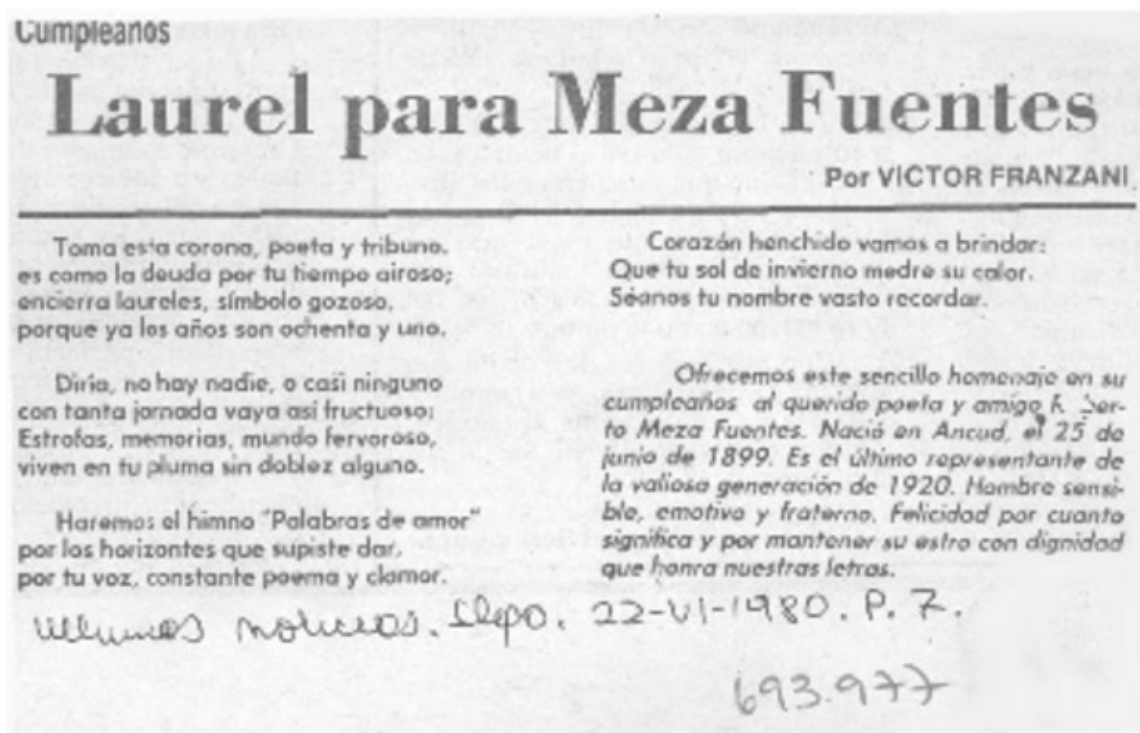 Cumpleanos
Laurel para Meza Fuentes
Por VICTOR FRANZANI
Toma esta corona, poeta y tribuno.
es como la deuda por tu tiempo airoso;
encierra laureles, símbolo gozoso,
porque ya los años son ochenta y uno.
Diría, no hay nadie, o casi ninguno
con tanta jornada vaya así fructuoso;
Estrofas, memorias, mundo fervoroso,
viven en tu pluma sin doblez alguno.
Haremos el himno "Palabras de amor"
por los horizontes que supiste dar,
por tu voz, constante poema y clamor.
Corazón henchido vamos a brindar:
Que tu sol de invierno medre su calor.
Séanos tu nombre vasto recordar.
Ofrecemos este sencillo homenaje en su
cumpleaños al querido poeta y amigo
to Meza Fuentes. Nació en Ancud, el 25 de
junio de 1899. Es el último representante de
la valiosa generación de 1920. Hombre sensi-
ble, emotivo y fraterno. Felicidad por cuanto
significa y por mantener su estro con dignidad
que honra nuestras letras.
noticias. Stgo. 22-VI-1980. P. 7.
693.977